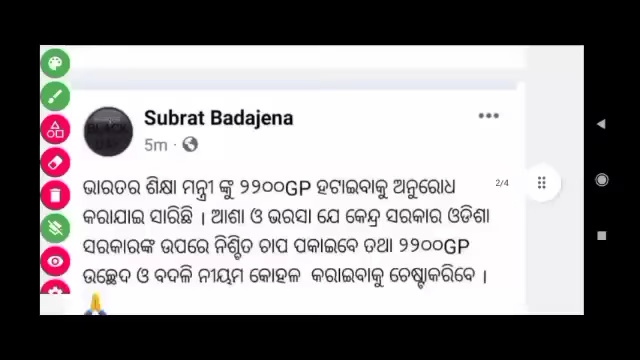 Subrat Badajena
5m
ଭାରତର ଶିକ୍ଷା ମନ୍ତ୍ରୀ ଙ୍କୁ ୨୨୦୦GP ହଟାଇବାକୁ ଅନୁରୋଧ
2/4
କରାଯାଇ ସାରିଛି । ଆଶା ଓ ଭରସା ଯେ କେନ୍ଦ୍ର ସରକାର ଓଡିଶା
ସରକାରଙ୍କ ଉପରେ ନିଶ୍ଚିତ ଚାପ ପକାଇବେ ତଥା ୨୨୦୦GP
ଉଚ୍ଛେଦ ଓ ବଦଳି ନୀୟମ କୋହଳ କରାଇବାକୁ ଚେଷ୍ଟାକରିବେ ।